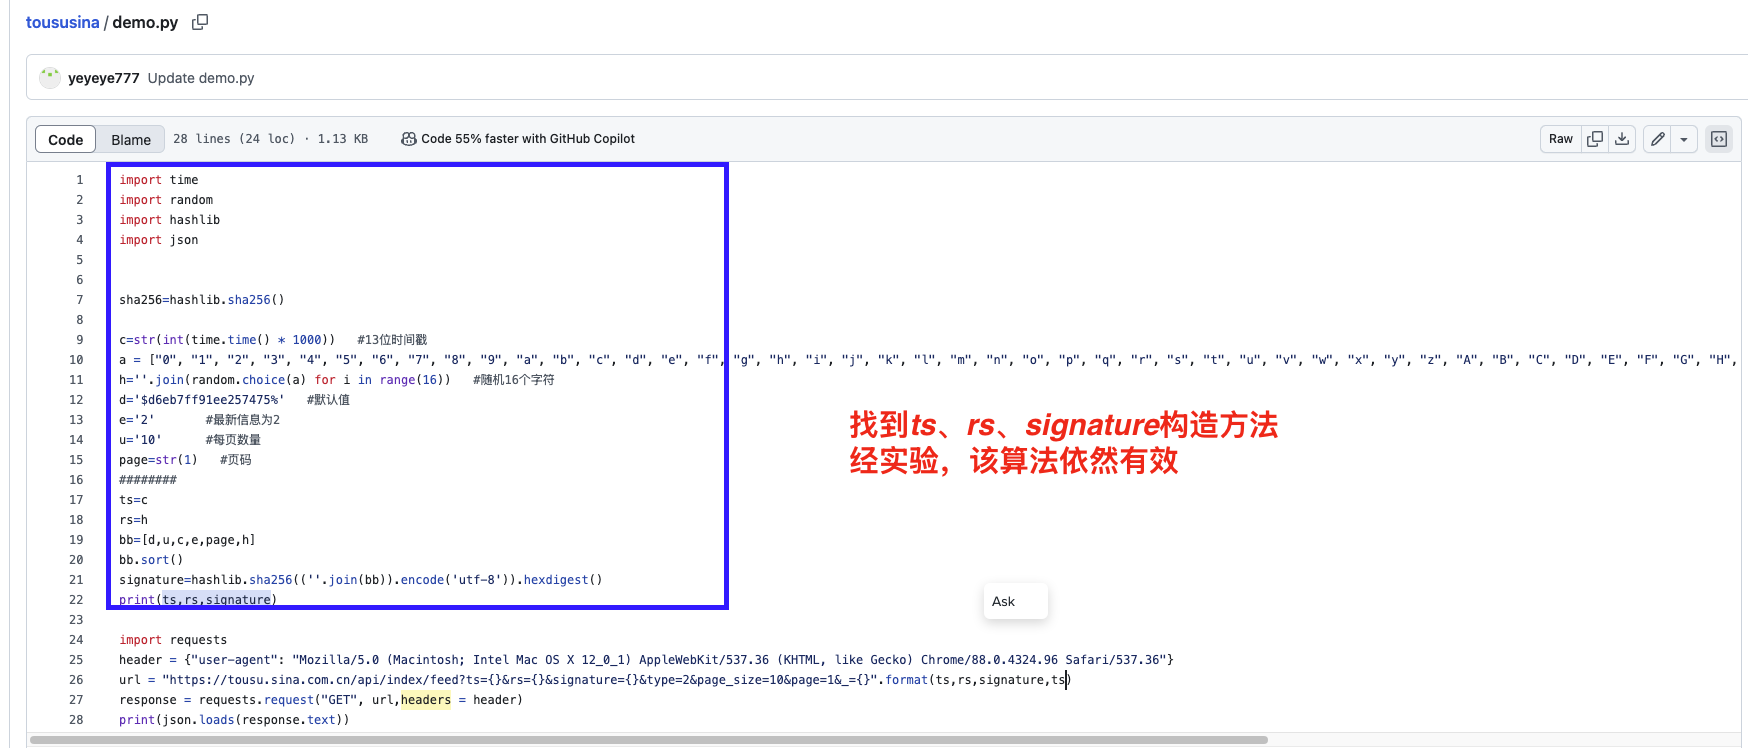 toususina / demo.py
yeyeye777 Update demo.py
Code Blame 28 lines (24 loc) · 1.13 KB Code 55% faster with GitHub Copilot Raw
1 import time
2 import random
3 import hashlib
4 import json
5
6
7 sha256=hashlib.sha256()
8
9 c=str(int(time.time() * 1000)) #13位时间戳
10 a = ["0", "1", "2", "3", "4", "5", "6", "7", "8", "9", "a", "b", "c", "d", "e", "f", "g", "h", "i", "j", "k", "l", "m", "n", "o", "p", "q", "r", "s", "t", "u", "v", "w", "x", "y", "z", "A", "B", "C", "D", "E", "F", "G", "H",
11 h=''.join(random.choice(a) for i in range(16)) #随机16个字符
12 d='$d6eb7ff91ee257475%' #默认值
13 e='2' #最新信息为2
14 u='10' #每页数量
15 page=str(1) #页码
16 ########
17 ts=c
18 rs=h
19 bb=[d,u,c,e,page,h]
20 bb.sort()
21 signature=hashlib.sha256((''.join(bb)).encode('utf-8')).hexdigest()
22 print(ts,rs,signature)
23
24 import requests
25 header = {"user-agent": "Mozilla/5.0 (Macintosh; Intel Mac OS X 12_0_1) AppleWebKit/537.36 (KHTML, like Gecko) Chrome/88.0.4324.96 Safari/537.36"}
26 url = "https://tousu.sina.com.cn/api/index/feed?ts={}&rs={}&signature={}&type=2&page_size=10&page=1&_={}".format(ts,rs,signature,ts)
27 response = requests.request("GET", url,headers = header)
28 print(json.loads(response.text))
找到ts、rs、signature构造方法
经实验，该算法依然有效
Ask